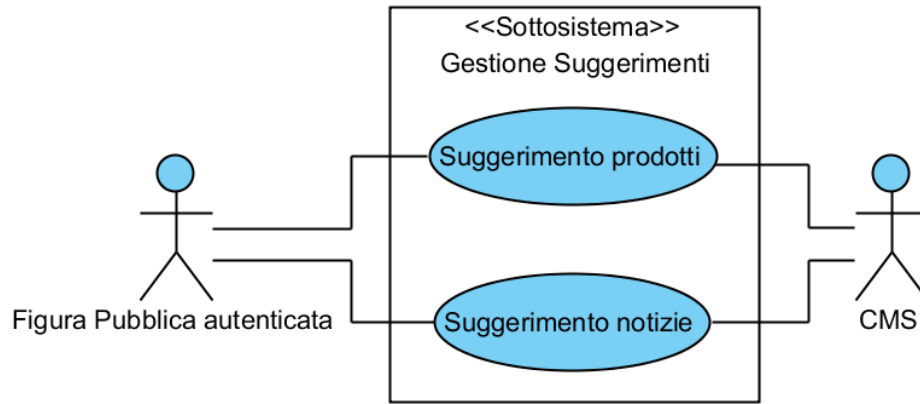 <<Sottosistema>>
Gestione Suggerimenti
Suggerimento prodotti
Figura Pubblica autenticata
Suggerimento notizie
CMS